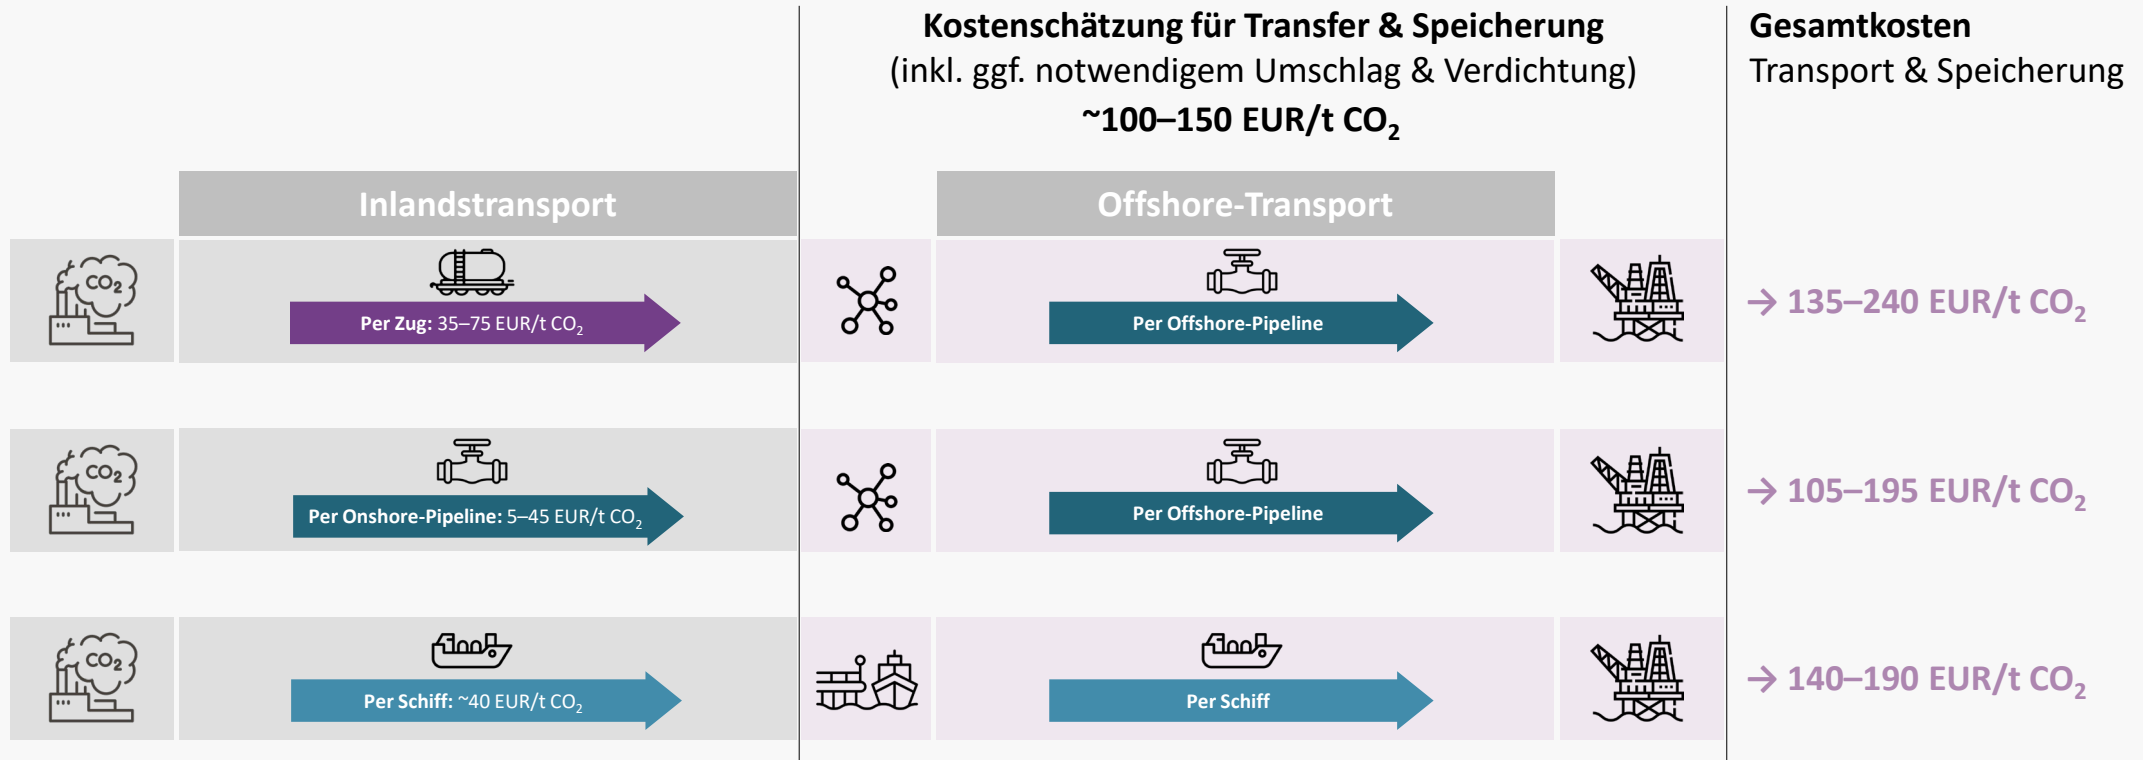 Kostenschätzung für Transfer & Speicherung
(inkl. ggf. notwendigem Umschlag & Verdichtung)
~100–150 EUR/t CO₂
Gesamtkosten
Transport & Speicherung
Inlandstransport
Offshore-Transport
CO₂
Per Zug: 35–75 EUR/t CO₂
Per Offshore-Pipeline
→ 135–240 EUR/t CO₂
CO₂
Per Onshore-Pipeline: 5–45 EUR/t CO₂
Per Offshore-Pipeline
→ 105–195 EUR/t CO₂
CO₂
Per Schiff: ~40 EUR/t CO₂
Per Schiff
→ 140–190 EUR/t CO₂